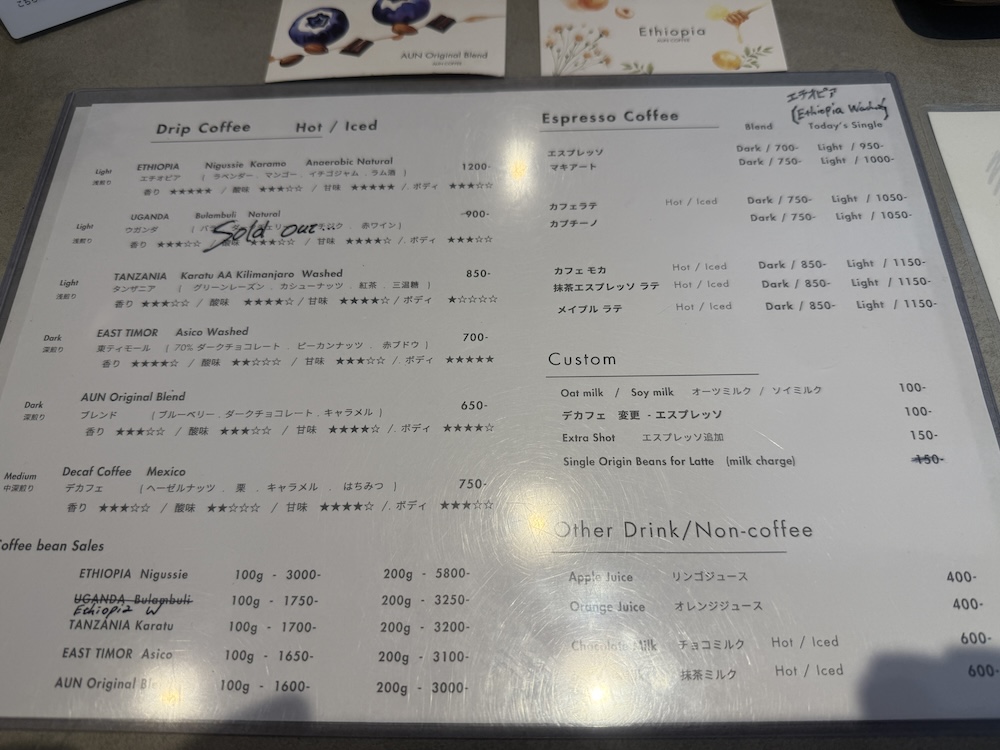 AUN Original Blend
AUN COFFEE
Ethiopia
AUN COFFEE
Drip Coffee Hot / Iced
Light ETHIOPIA Nigussie Karamo Anaerobic Natural 1200-
浅煎り エチオピア ( ラベンダー . マンゴー . イチゴジャム . ラム酒 )
香り ★★★★★ / 酸味 ★★★☆☆ / 甘味 ★★★★★ /. ボディ ★★★☆☆
Light UGANDA Bulambuli Natural 900-
浅煎り ウガンダ 赤ワイン )
Sold out
香り ★★★☆☆ / 甘味 ★★★★☆ /. ボディ ★★★☆☆
Light TANZANIA Karatu AA Kilimanjaro Washed 850-
浅煎り タンザニア ( グリーンレーズン . カシューナッツ . 紅茶 . 三温糖 )
香り ★★★☆☆ / 酸味 ★★★★☆ / 甘味 ★★★★☆ / ボディ ★☆☆☆☆
Dark EAST TIMOR Asico Washed 700-
深煎り 東ティモール ( 70% ダークチョコレート . ピーカンナッツ . 赤ブドウ )
香り ★★★★☆ / 酸味 ★★☆☆☆ / 甘味 ★★★☆☆ /. ボディ ★★★★★
Dark AUN Original Blend 650-
深煎り ブレンド ( ブルーベリー . ダークチョコレート . キャラメル )
香り ★★★☆☆ / 酸味 ★★★☆☆ / 甘味 ★★★★☆ /. ボディ ★★★★☆
Medium Decaf Coffee Mexico 750-
中深煎り デカフェ ( ヘーゼルナッツ . 栗 . キャラメル . はちみつ )
香り ★★★☆☆ / 酸味 ★★☆☆☆ / 甘味 ★★★★☆ /. ボディ ★★★☆☆
Coffee bean Sales
ETHIOPIA Nigussie 100g - 3000- 200g - 5800-
UGANDA Bulambuli 100g - 1750- 200g - 3250-
Ethiopia W
TANZANIA Karatu 100g - 1700- 200g - 3200-
EAST TIMOR Asico 100g - 1650- 200g - 3100-
AUN Original 100g - 1600- 200g - 3000-
エチオピア
(Ethiopia Washed)
Espresso Coffee Blend Today's Single
エスプレッソ Dark / 700- Light / 950-
マキアート Dark / 750- Light / 1000-
カフェラテ Hot / Iced Dark / 750- Light / 1050-
カプチーノ Dark / 750- Light / 1050-
カフェ モカ Hot / Iced Dark / 850- Light / 1150-
抹茶エスプレッソ ラテ Hot / Iced Dark / 850- Light / 1150-
メイプル ラテ Hot / Iced Dark / 850- Light / 1150-
Custom
Oat milk / Soy milk オーツミルク / ソイミルク 100-
デカフェ 変更 - エスプレッソ 100-
Extra Shot エスプレッソ追加 150-
Single Origin Beans for Latte (milk charge) 150-
Other Drink/Non-coffee
Apple Juice リンゴジュース 400-
Orange Juice オレンジジュース 400-
Chocolate Milk チョコミルク Hot / Iced 600-
抹茶ミルク Hot / Iced 600-